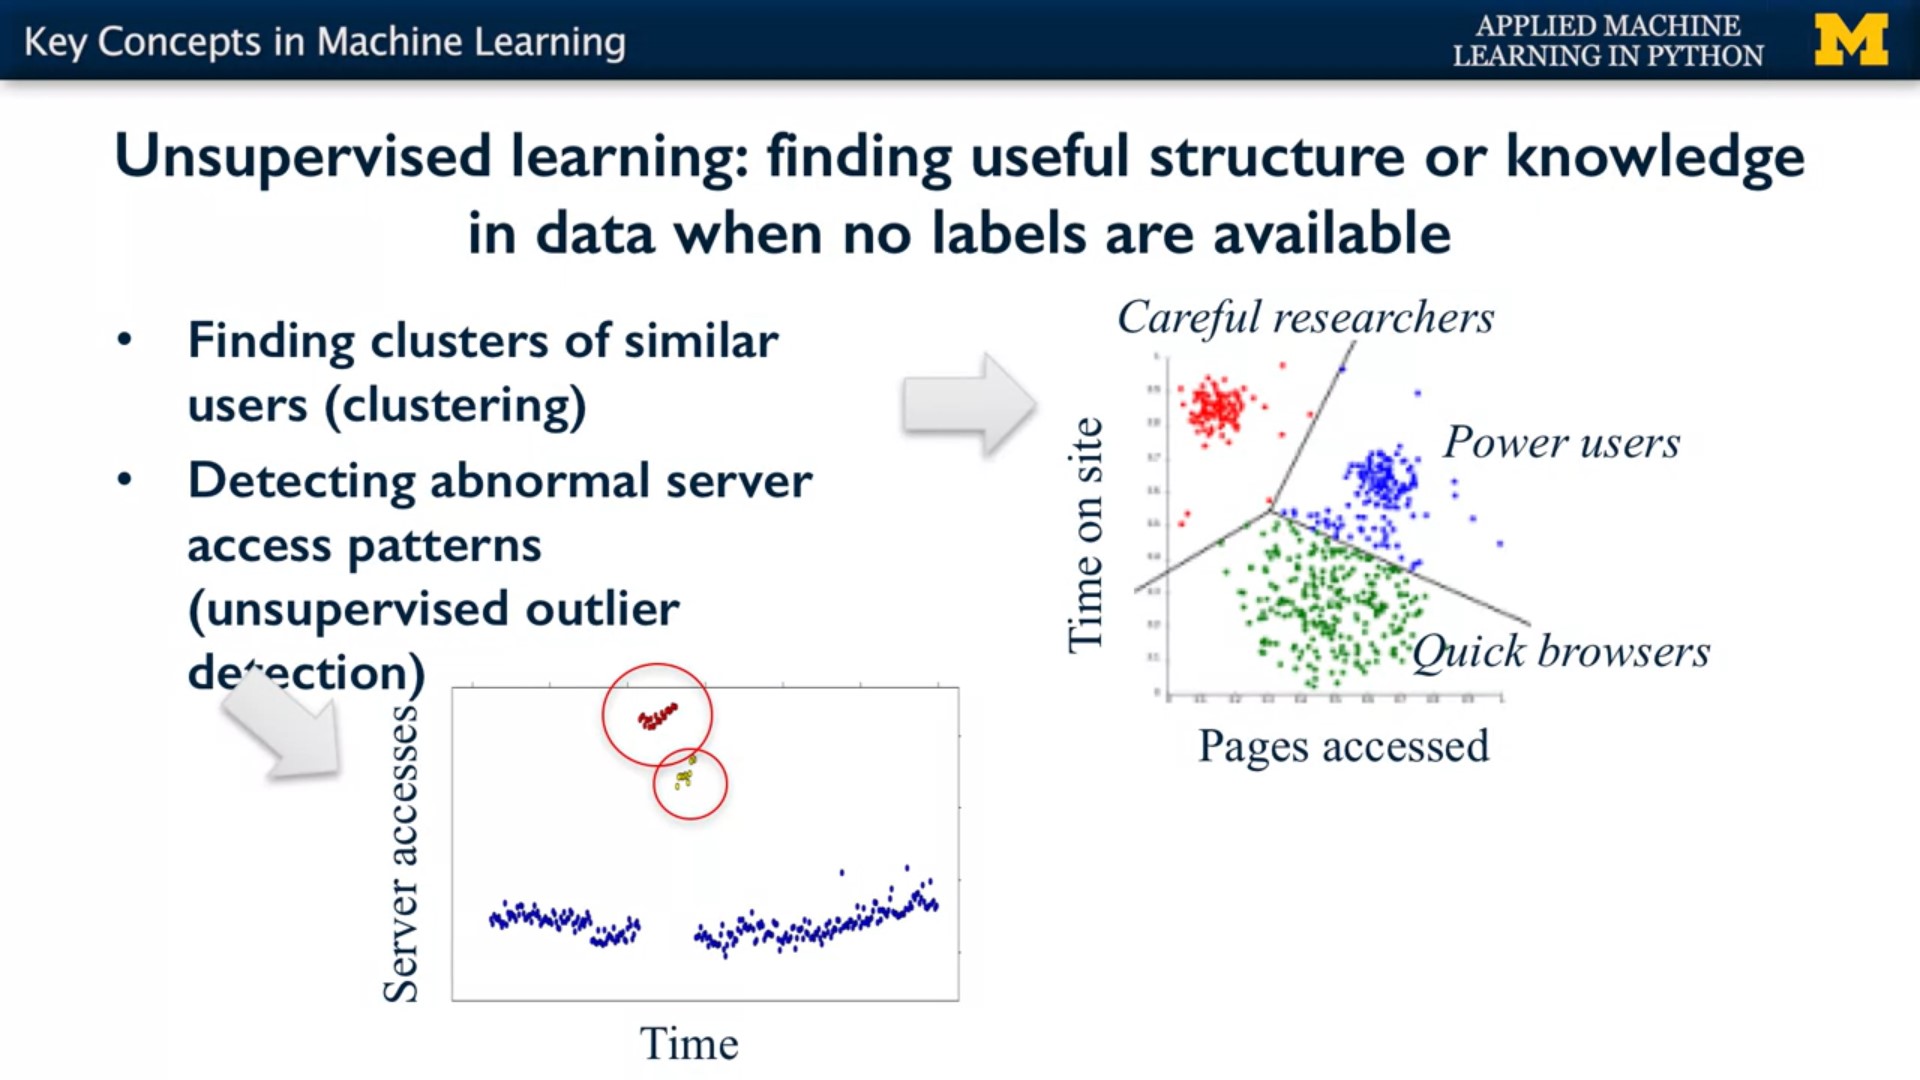 Key Concepts in Machine Learning
APPLIED MACHINE
LEARNING IN PYTHON
M
Unsupervised learning: finding useful structure or knowledge
in data when no labels are available
• Finding clusters of similar
users (clustering)
• Detecting abnormal server
access patterns
(unsupervised outlier
detection)
Careful researchers
Power users
Quick browsers
Time on site
Pages accessed
Server accesses
Time